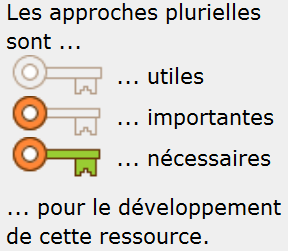 Les approches plurielles
sont ...
... utiles
... importantes
... nécessaires
... pour le développement
de cette ressource.